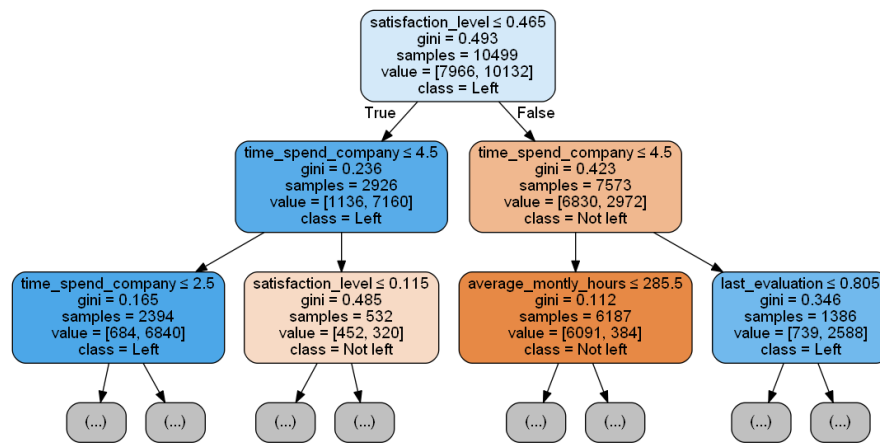 satisfaction_level ≤ 0.465
gini = 0.493
samples = 10499
value = [7966, 10132]
class = Left
True
False
time_spend_company ≤ 4.5
gini = 0.236
samples = 2926
value = [1136, 7160]
class = Left
time_spend_company ≤ 4.5
gini = 0.423
samples = 7573
value = [6830, 2972]
class = Not left
time_spend_company ≤ 2.5
gini = 0.165
samples = 2394
value = [684, 6840]
class = Left
satisfaction_level ≤ 0.115
gini = 0.485
samples = 532
value = [452, 320]
class = Not left
average_montly_hours ≤ 285.5
gini = 0.112
samples = 6187
value = [6091, 384]
class = Not left
last_evaluation ≤ 0.805
gini = 0.346
samples = 1386
value = [739, 2588]
class = Left
(...)
(...)
(...)
(...)
(...)
(...)
(...)
(...)